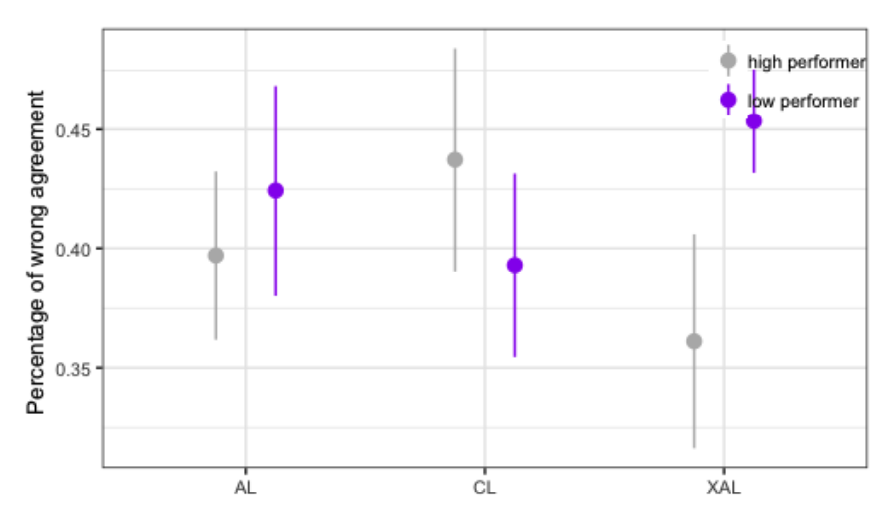 high performer
low performer
Percentage of wrong agreement
0.45
0.40
0.35
AL
CL
XAL